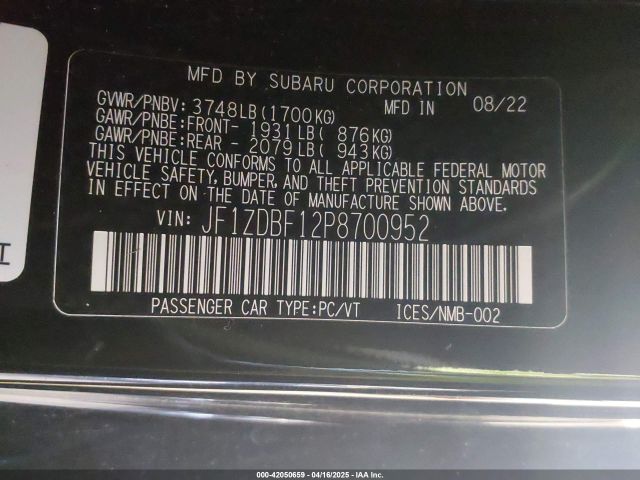 MFD BY SUBARU CORPORATION
GVWR/PNBV: 3748LB(1700KG) MFD IN 08/22
GAWR/PNBE:FRONT- 1931LB( 876KG)
GAWR/PNBE:REAR - 2079LB( 943KG)
THIS VEHICLE CONFORMS TO ALL APPLICABLE FEDERAL MOTOR
VEHICLE SAFETY, BUMPER, AND THEFT PREVENTION STANDARDS
IN EFFECT ON THE DATE OF MANUFACTURE SHOWN ABOVE.
VIN: JF1ZDBF12P8700952
PASSENGER CAR TYPE:PC/VT ICES/NMB-002
000-42050659 - 04/16/2025 - IAA Inc.